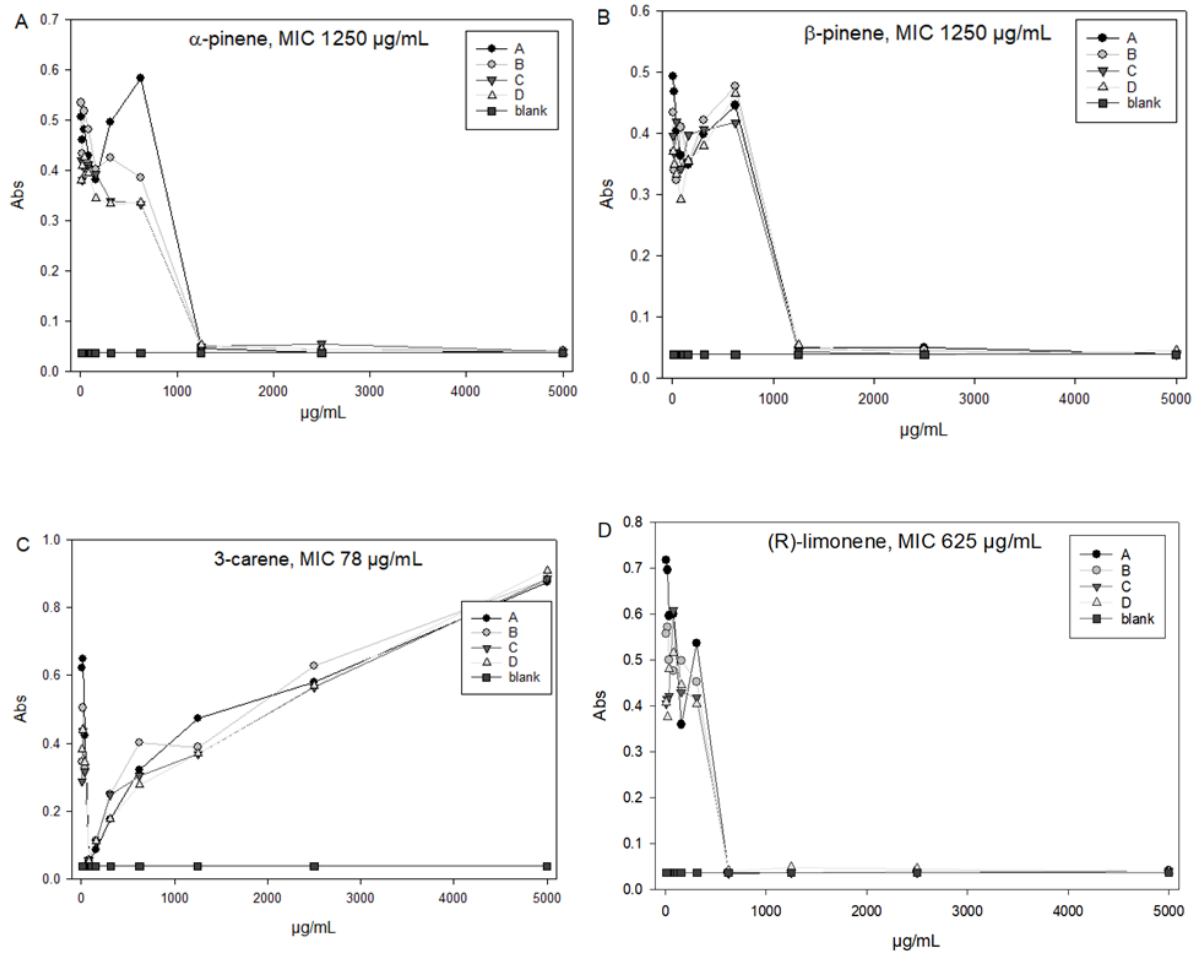 A
α-pinene, MIC 1250 µg/mL
0.7
0.6
0.5
0.4
0.3
0.2
0.1
0.0
Abs
A
B
C
D
blank
0 1000 2000 3000 4000 5000
µg/mL
B
β-pinene, MIC 1250 µg/mL
0.6
0.5
0.4
0.3
0.2
0.1
0.0
Abs
A
B
C
D
blank
0 1000 2000 3000 4000 5000
µg/mL
C
3-carene, MIC 78 µg/mL
1.0
0.8
0.6
0.4
0.2
0.0
Abs
A
B
C
D
blank
0 1000 2000 3000 4000 5000
µg/mL
D
(R)-limonene, MIC 625 µg/mL
0.8
0.7
0.6
0.5
0.4
0.3
0.2
0.1
0.0
Abs
A
B
C
D
blank
0 1000 2000 3000 4000 5000
µg/mL